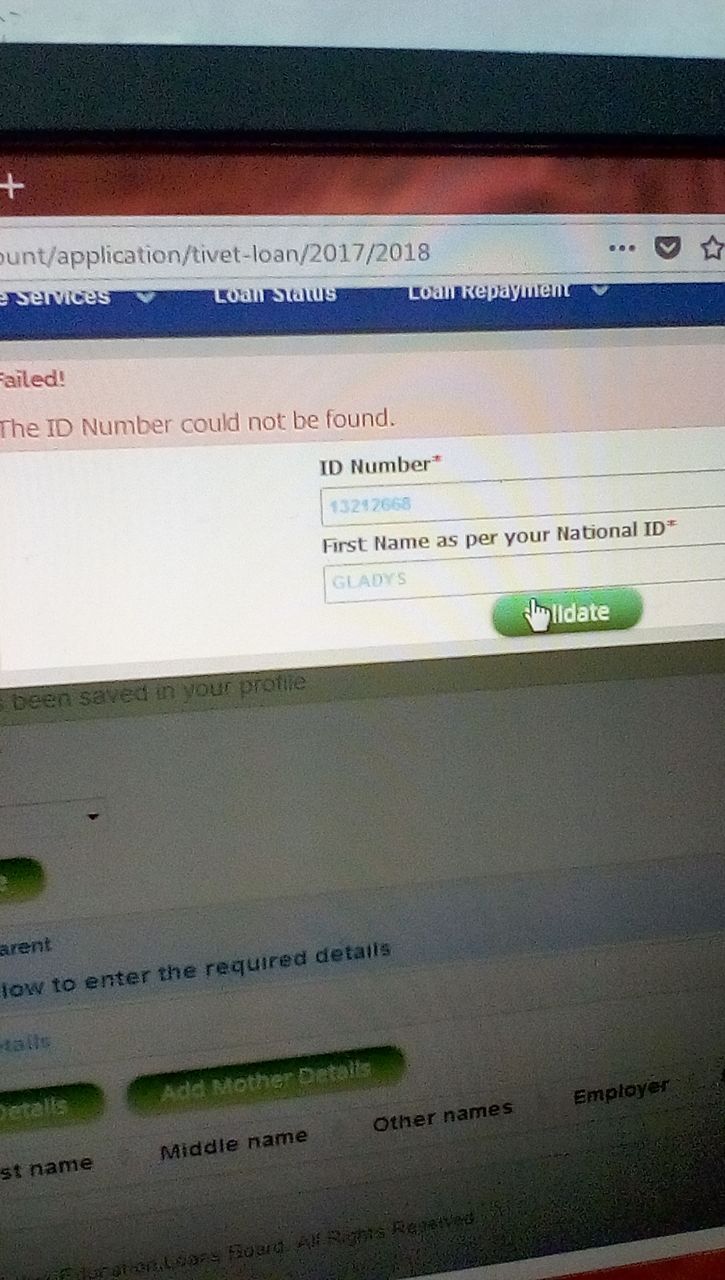 +
ount/application/tivet-loan/2017/2018
e Services Loan Status Loan Repayment
Failed!
The ID Number could not be found.
ID Number*
13212668
First Name as per your National ID*
GLADYS
lidate
s been saved in your profile
arent
low to enter the required details
etails
Details Add Mother Details
st name Middle name Other names Employer
Education Loans Board. All Rights Reserved